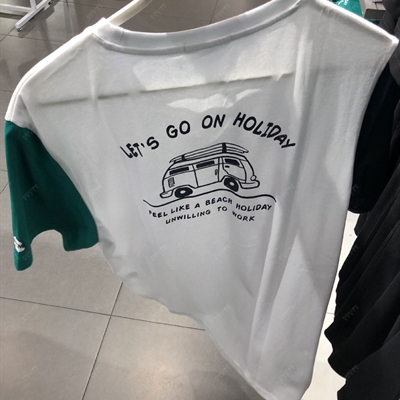 LET'S GO ON HOLIDAY
FEEL LIKE A BEACH HOLIDAY
UNWILLING TO WORK